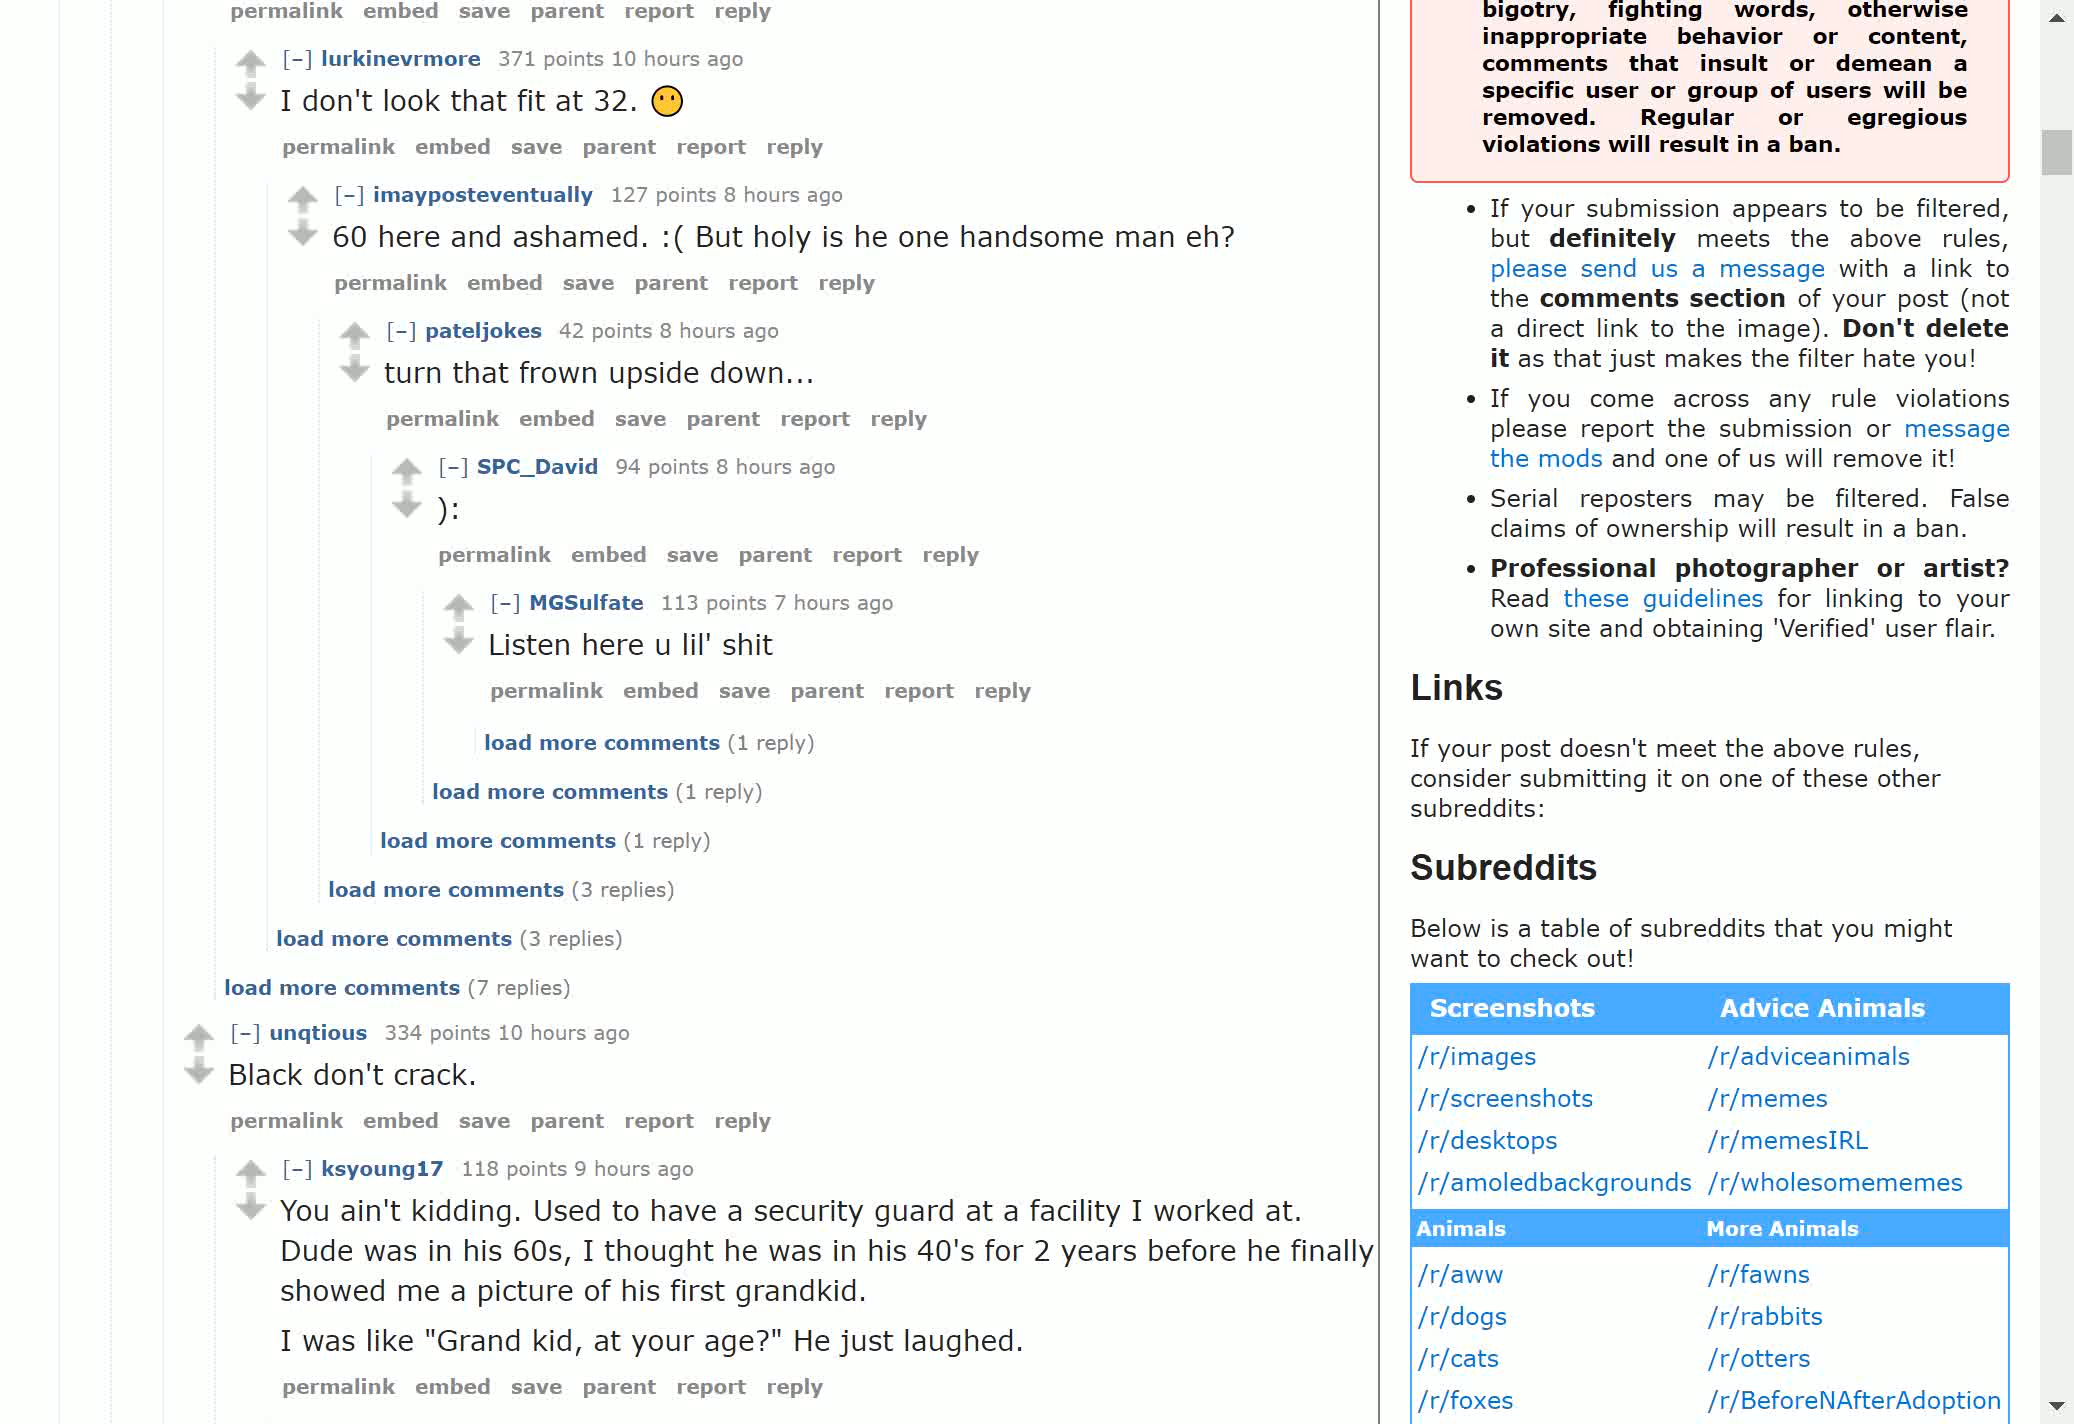 permalink embed save parent report reply
[–] lurkinevrmore 371 points 10 hours ago
I don't look that fit at 32. 😶
permalink embed save parent report reply
[–] imayposteventually 127 points 8 hours ago
60 here and ashamed. :( But holy is he one handsome man eh?
permalink embed save parent report reply
[–] pateljokes 42 points 8 hours ago
turn that frown upside down...
permalink embed save parent report reply
[–] SPC_David 94 points 8 hours ago
):
permalink embed save parent report reply
[–] MGSulfate 113 points 7 hours ago
Listen here u lil' shit
permalink embed save parent report reply
load more comments (1 reply)
load more comments (1 reply)
load more comments (1 reply)
load more comments (3 replies)
load more comments (3 replies)
load more comments (7 replies)
[–] unqtious 334 points 10 hours ago
Black don't crack.
permalink embed save parent report reply
[–] ksyoung17 118 points 9 hours ago
You ain't kidding. Used to have a security guard at a facility I worked at.
Dude was in his 60s, I thought he was in his 40's for 2 years before he finally
showed me a picture of his first grandkid.
I was like "Grand kid, at your age?" He just laughed.
permalink embed save parent report reply
bigotry, fighting words, otherwise
inappropriate behavior or content,
comments that insult or demean a
specific user or group of users will be
removed. Regular or egregious
violations will result in a ban.
• If your submission appears to be filtered,
but definitely meets the above rules,
please send us a message with a link to
the comments section of your post (not
a direct link to the image). Don't delete
it as that just makes the filter hate you!
• If you come across any rule violations
please report the submission or message
the mods and one of us will remove it!
• Serial reposters may be filtered. False
claims of ownership will result in a ban.
• Professional photographer or artist?
Read these guidelines for linking to your
own site and obtaining 'Verified' user flair.
Links
If your post doesn't meet the above rules,
consider submitting it on one of these other
subreddits:
Subreddits
Below is a table of subreddits that you might
want to check out!
Screenshots Advice Animals
/r/images /r/adviceanimals
/r/screenshots /r/memes
/r/desktops /r/memesIRL
/r/amoledbackgrounds /r/wholesomememes
Animals More Animals
/r/aww /r/fawns
/r/dogs /r/rabbits
/r/cats /r/otters
/r/foxes /r/BeforeNAfterAdoption